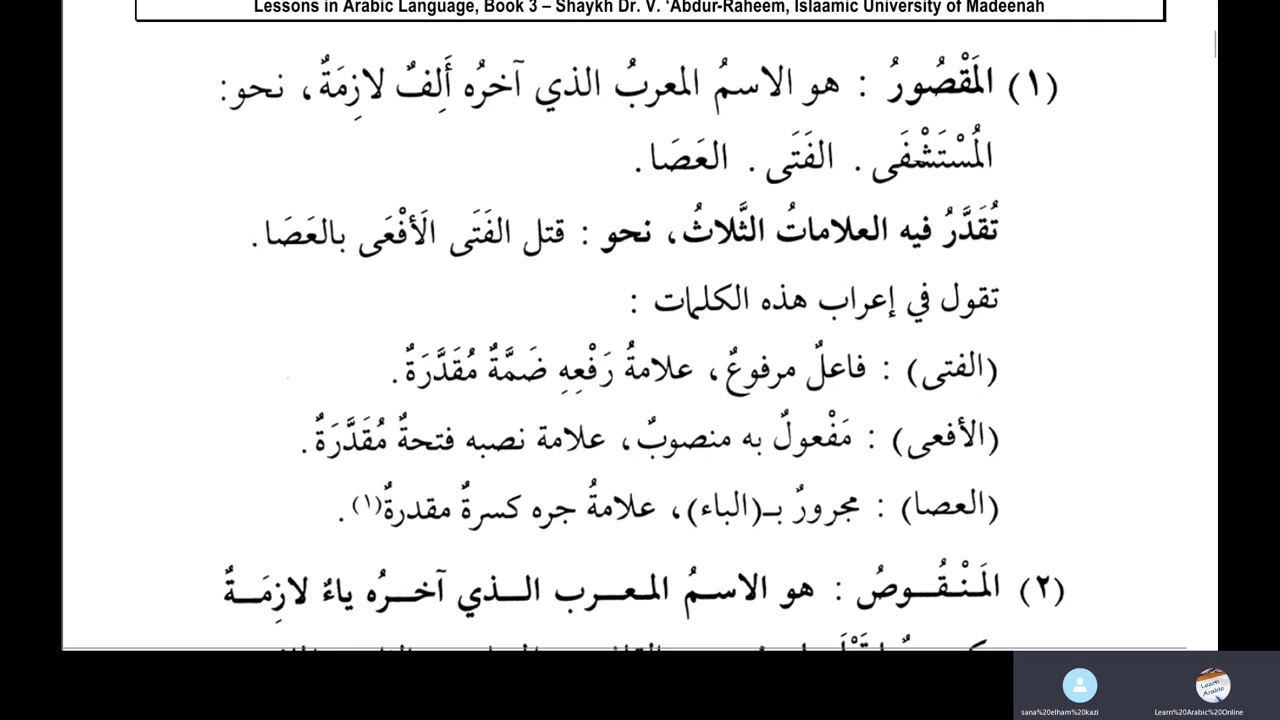 Lessons in Arabic Language, Book 3 – Shaykh Dr. V. ‘Abdur-Raheem, Islaamic University of Madeenah
(١) المَقْصُورُ : هو الاسمُ المعربُ الذي آخرُه أَلِفٌ لازِمَةٌ، نحو:
المُسْتَشْفَى . الفَتَى . العَصَا .
تُقَدَّرُ فيه العلاماتُ الثَّلاثُ، نحو : قتل الفَتَى الَأفْعَى بالعَصَا .
تقول في إعراب هذه الكلمات :
(الفتى) : فاعلٌ مرفوعٌ، علامةُ رَفْعِهِ ضَمَّةٌ مُقَدَّرَةٌ .
(الأفعى) : مَفْعولٌ به منصوبٌ، علامة نصبه فتحةٌ مُقَدَّرَةٌ .
(العصا) : مجرورٌ بـ(الباء)، علامةُ جره كسرةٌ مقدرةٌ(١) .
(٢) المَنْقُوصُ : هو الاسمُ المعرب الذي آخرُه ياءٌ لازِمَةٌ
sana%20elham%20kazi
Learn%20Arabic%20Online
Learn
Arabic